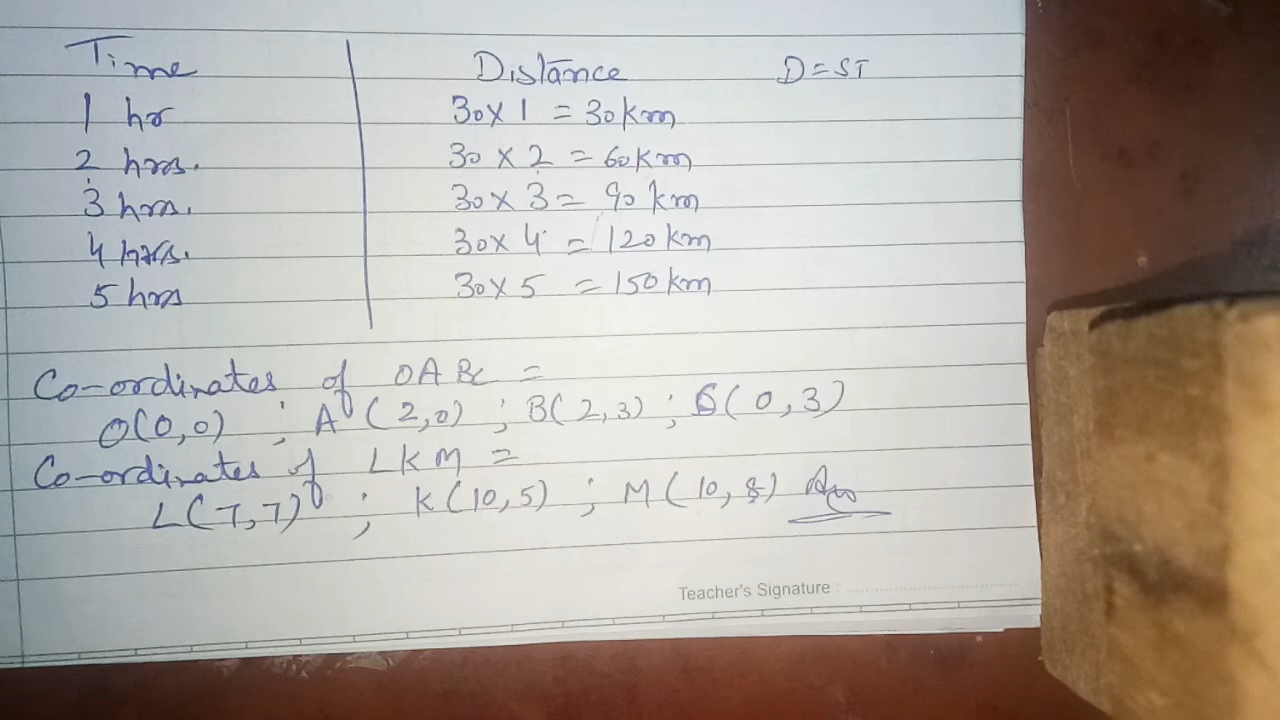 Time Distance D=ST
1 hr 30 × 1 = 30 km
2 hrs. 30 × 2 = 60 km
3 hrs. 30 × 3 = 90 km
4 hrs. 30 × 4 = 120 km
5 hrs 30 × 5 = 150 km
Co-ordinates of OABC =
O(0,0) ; A (2,0) ; B(2,3) ; C(0,3)
Co-ordinates of LKM =
L(7,7) ; K(10,5) ; M(10,8) Ans
Teacher's Signature :